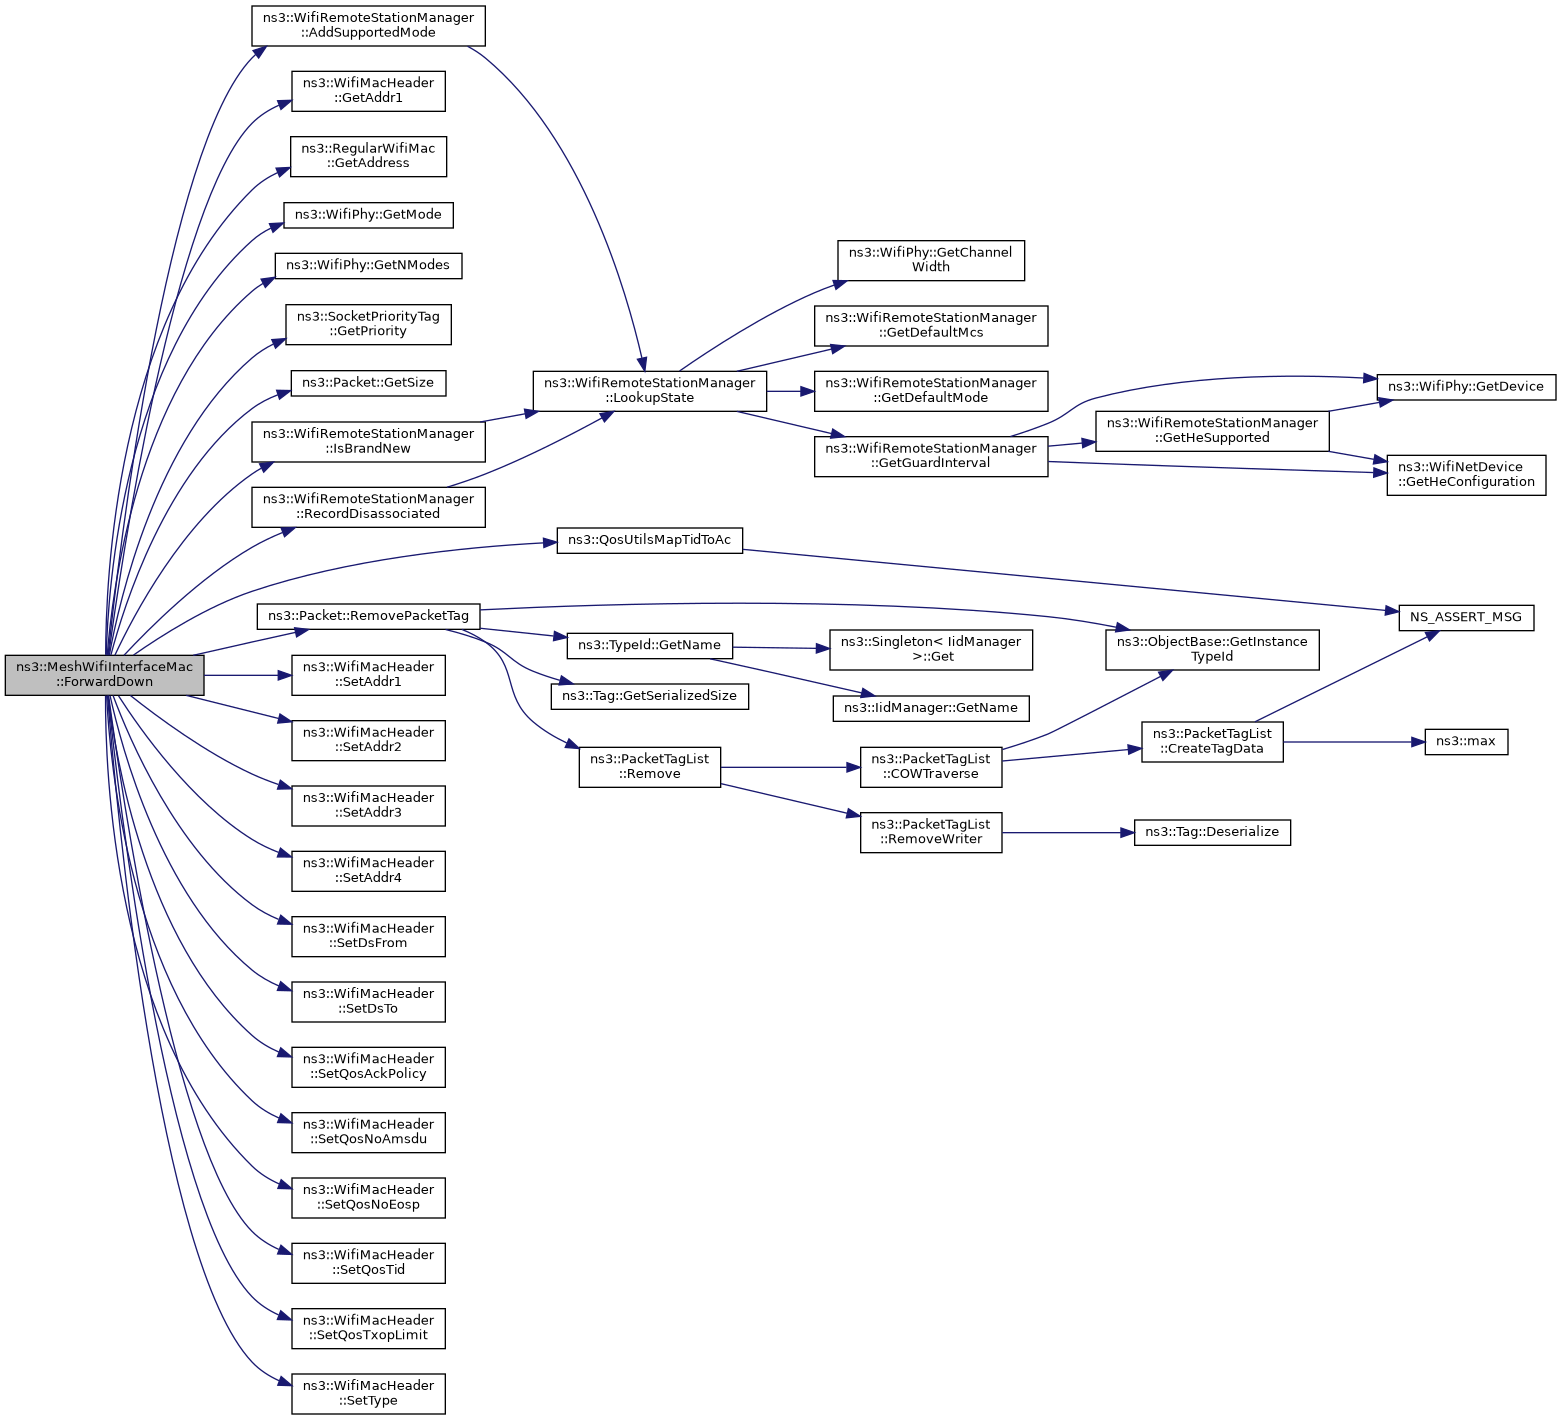 ns3::WifiRemoteStationManager
::AddSupportedMode
ns3::WifiMacHeader
::GetAddr1
ns3::RegularWifiMac
::GetAddress
ns3::WifiPhy::GetMode
ns3::WifiPhy::GetNModes
ns3::SocketPriorityTag
::GetPriority
ns3::Packet::GetSize
ns3::WifiRemoteStationManager
::IsBrandNew
ns3::WifiRemoteStationManager
::RecordDisassociated
ns3::MeshWifiInterfaceMac
::ForwardDown
ns3::Packet::RemovePacketTag
ns3::WifiMacHeader
::SetAddr1
ns3::WifiMacHeader
::SetAddr2
ns3::WifiMacHeader
::SetAddr3
ns3::WifiMacHeader
::SetAddr4
ns3::WifiMacHeader
::SetDsFrom
ns3::WifiMacHeader
::SetDsTo
ns3::WifiMacHeader
::SetQosAckPolicy
ns3::WifiMacHeader
::SetQosNoAmsdu
ns3::WifiMacHeader
::SetQosNoEosp
ns3::WifiMacHeader
::SetQosTid
ns3::WifiMacHeader
::SetQosTxopLimit
ns3::WifiMacHeader
::SetType
ns3::WifiRemoteStationManager
::LookupState
ns3::QosUtilsMapTidToAc
ns3::TypeId::GetName
ns3::Tag::GetSerializedSize
ns3::PacketTagList
::Remove
ns3::WifiPhy::GetChannel
Width
ns3::WifiRemoteStationManager
::GetDefaultMcs
ns3::WifiRemoteStationManager
::GetDefaultMode
ns3::WifiRemoteStationManager
::GetGuardInterval
ns3::Singleton< IidManager
>::Get
ns3::IidManager::GetName
ns3::PacketTagList
::COWTraverse
ns3::PacketTagList
::RemoveWriter
ns3::WifiRemoteStationManager
::GetHeSupported
ns3::ObjectBase::GetInstance
TypeId
ns3::PacketTagList
::CreateTagData
ns3::Tag::Deserialize
ns3::WifiPhy::GetDevice
ns3::WifiNetDevice
::GetHeConfiguration
NS_ASSERT_MSG
ns3::max